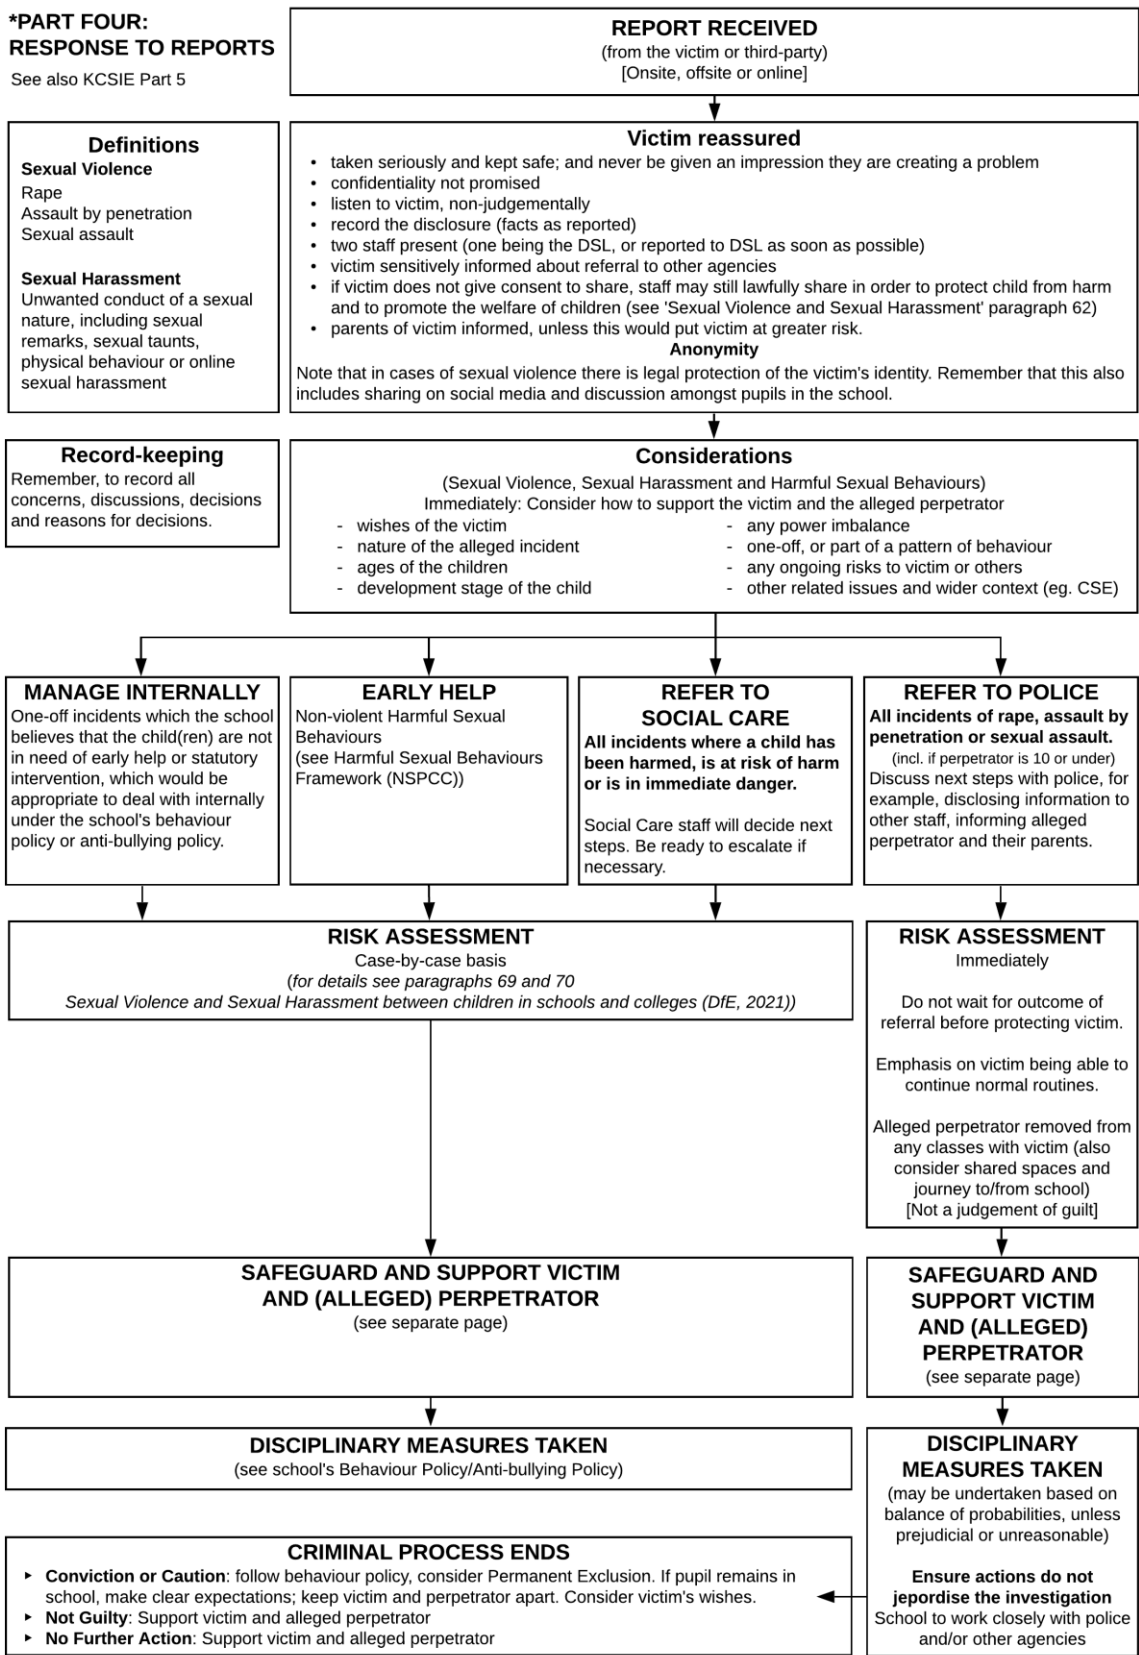 *PART FOUR:
RESPONSE TO REPORTS
See also KCSIE Part 5
REPORT RECEIVED
(from the victim or third-party)
[Onsite, offsite or online]
Definitions
Sexual Violence
Rape
Assault by penetration
Sexual assault
Sexual Harassment
Unwanted conduct of a sexual
nature, including sexual
remarks, sexual taunts,
physical behaviour or online
sexual harassment
Victim reassured
• taken seriously and kept safe; and never be given an impression they are creating a problem
• confidentiality not promised
• listen to victim, non-judgementally
• record the disclosure (facts as reported)
• two staff present (one being the DSL, or reported to DSL as soon as possible)
• victim sensitively informed about referral to other agencies
• if victim does not give consent to share, staff may still lawfully share in order to protect child from harm
and to promote the welfare of children (see 'Sexual Violence and Sexual Harassment' paragraph 62)
• parents of victim informed, unless this would put victim at greater risk.
Anonymity
Note that in cases of sexual violence there is legal protection of the victim's identity. Remember that this also
includes sharing on social media and discussion amongst pupils in the school.
Record-keeping
Remember, to record all
concerns, discussions, decisions
and reasons for decisions.
Considerations
(Sexual Violence, Sexual Harassment and Harmful Sexual Behaviours)
Immediately: Consider how to support the victim and the alleged perpetrator
- wishes of the victim
- nature of the alleged incident
- ages of the children
- development stage of the child
- any power imbalance
- one-off, or part of a pattern of behaviour
- any ongoing risks to victim or others
- other related issues and wider context (eg. CSE)
MANAGE INTERNALLY
One-off incidents which the school
believes that the child(ren) are not
in need of early help or statutory
intervention, which would be
appropriate to deal with internally
under the school's behaviour
policy or anti-bullying policy.
EARLY HELP
Non-violent Harmful Sexual
Behaviours
(see Harmful Sexual Behaviours
Framework (NSPCC))
REFER TO
SOCIAL CARE
All incidents where a child has
been harmed, is at risk of harm
or is in immediate danger.
Social Care staff will decide next
steps. Be ready to escalate if
necessary.
REFER TO POLICE
All incidents of rape, assault by
penetration or sexual assault.
(incl. if perpetrator is 10 or under)
Discuss next steps with police, for
example, disclosing information to
other staff, informing alleged
perpetrator and their parents.
RISK ASSESSMENT
Case-by-case basis
(for details see paragraphs 69 and 70
Sexual Violence and Sexual Harassment between children in schools and colleges (DfE, 2021))
RISK ASSESSMENT
Immediately
Do not wait for outcome of
referral before protecting victim.
Emphasis on victim being able to
continue normal routines.
Alleged perpetrator removed from
any classes with victim (also
consider shared spaces and
journey to/from school)
[Not a judgement of guilt]
SAFEGUARD AND SUPPORT VICTIM
AND (ALLEGED) PERPETRATOR
(see separate page)
SAFEGUARD AND
SUPPORT VICTIM
AND (ALLEGED)
PERPETRATOR
(see separate page)
DISCIPLINARY MEASURES TAKEN
(see school's Behaviour Policy/Anti-bullying Policy)
DISCIPLINARY
MEASURES TAKEN
(may be undertaken based on
balance of probabilities, unless
prejudicial or unreasonable)
Ensure actions do not
jepordise the investigation
School to work closely with police
and/or other agencies
CRIMINAL PROCESS ENDS
▸ Conviction or Caution: follow behaviour policy, consider Permanent Exclusion. If pupil remains in
school, make clear expectations; keep victim and perpetrator apart. Consider victim's wishes.
▸ Not Guilty: Support victim and alleged perpetrator
▸ No Further Action: Support victim and alleged perpetrator